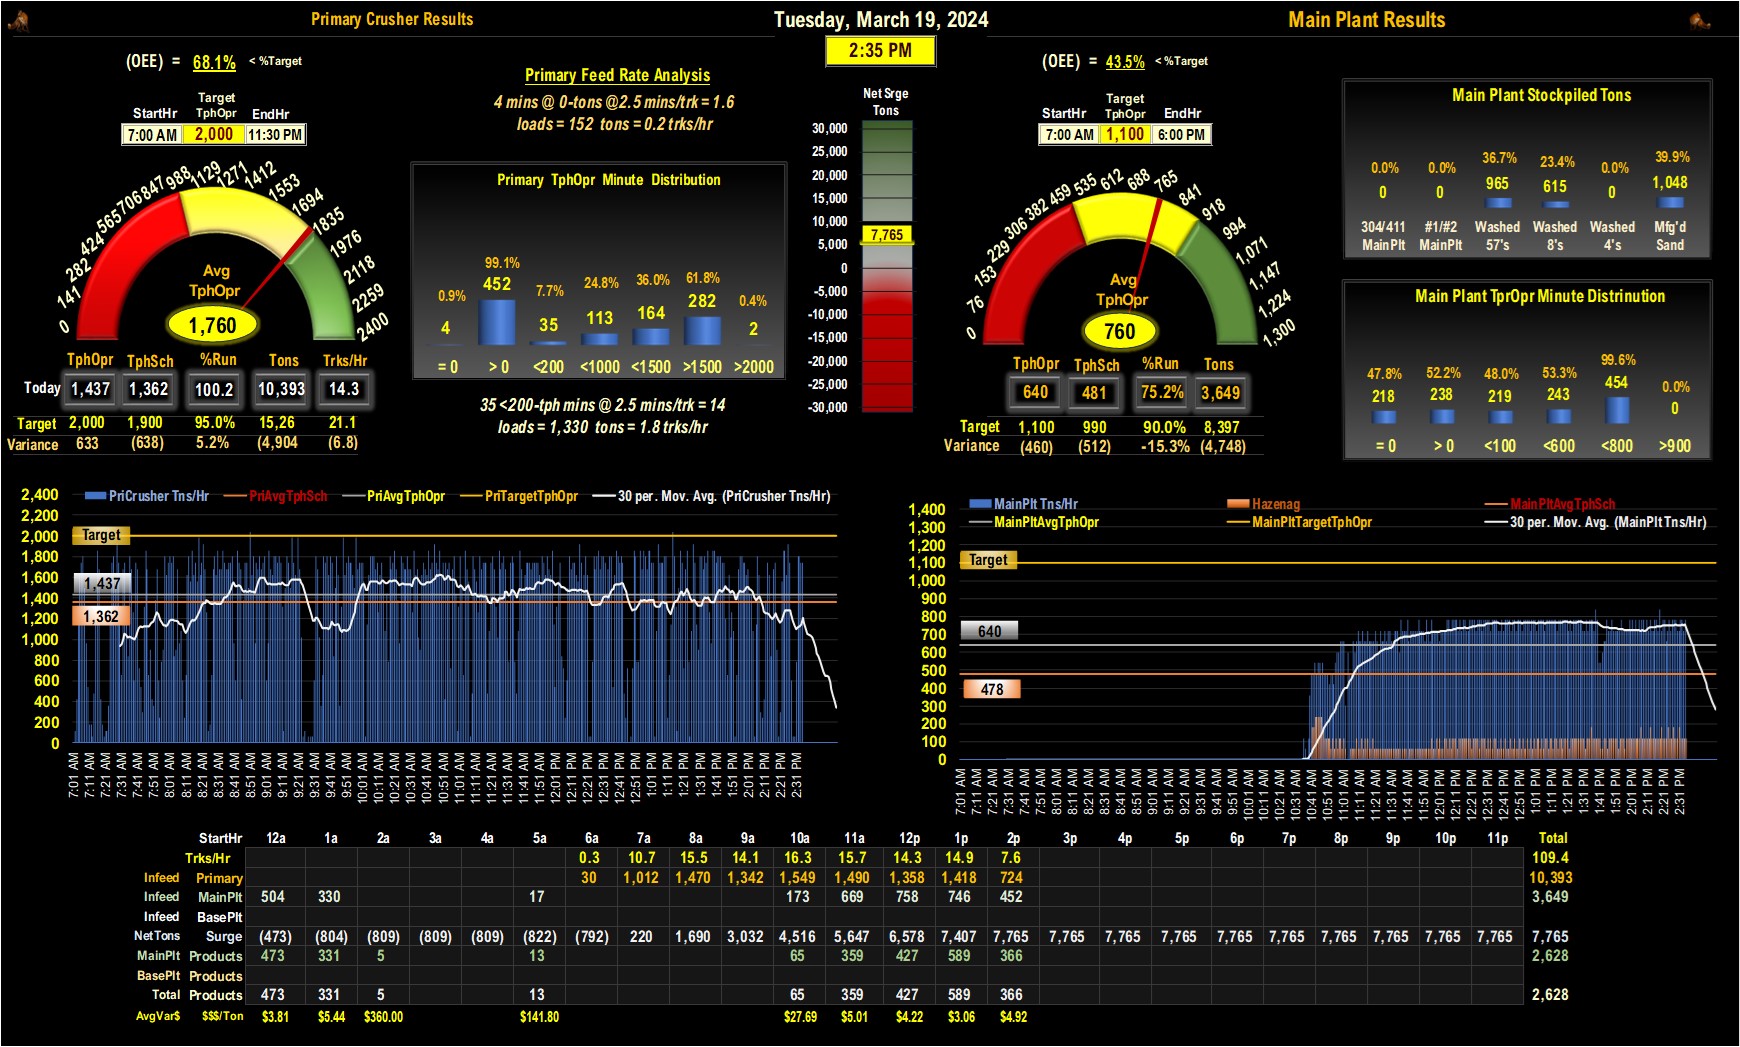 Primary Crusher Results
Tuesday, March 19, 2024
Main Plant Results
2:35 PM
(OEE) = 68.1% < %Target
StartHr Target TphOpr EndHr
7:00 AM 2,000 11:30 PM
0 141 282 424 565 706 847 988 1129 1271 1412 1553 1694 1835 1976 2118 2259 2400
Avg
TphOpr
1,760
TphOpr TphSch %Run Tons Trks/Hr
Today 1,437 1,362 100.2 10,393 14.3
Target 2,000 1,900 95.0% 15,26 21.1
Variance 633 (638) 5.2% (4,904 (6.8)
Primary Feed Rate Analysis
4 mins @ 0-tons @2.5 mins/trk = 1.6
loads = 152 tons = 0.2 trks/hr
Primary TphOpr Minute Distribution
0.9% 99.1% 7.7% 24.8% 36.0% 61.8% 0.4%
4 452 35 113 164 282 2
= 0 > 0 <200 <1000 <1500 >1500 >2000
35 <200-tph mins @ 2.5 mins/trk = 14
loads = 1,330 tons = 1.8 trks/hr
Net Srge
Tons
30,000
25,000
20,000
15,000
10,000
7,765
5,000
0
-5,000
-10,000
-15,000
-20,000
-25,000
-30,000
(OEE) = 43.5% < %Target
StartHr Target TphOpr EndHr
7:00 AM 1,100 6:00 PM
0 76 153 229 306 382 459 535 612 688 765 841 918 994 1,071 1,147 1,224 1,300
Avg
TphOpr
760
TphOpr TphSch %Run Tons
640 481 75.2% 3,649
Target 1,100 990 90.0% 8,397
Variance (460) (512) -15.3% (4,748)
Main Plant Stockpiled Tons
0.0% 0.0% 36.7% 23.4% 0.0% 39.9%
0 0 965 615 0 1,048
304/411 #1/#2 Washed Washed Washed Mfg'd
MainPlt MainPlt 57's 8's 4's Sand
Main Plant TprOpr Minute Distrinution
47.8% 52.2% 48.0% 53.3% 99.6% 0.0%
218 238 219 243 454 0
= 0 > 0 <100 <600 <800 >900
PriCrusher Tns/Hr PriAvgTphSch PriAvgTphOpr PriTargetTphOpr 30 per. Mov. Avg. (PriCrusher Tns/Hr)
2,400
2,200
2,000
1,800
1,600
1,400
1,200
1,000
800
600
400
200
0
Target
1,437
1,362
7:01 AM 7:11 AM 7:21 AM 7:31 AM 7:41 AM 7:51 AM 8:01 AM 8:11 AM 8:21 AM 8:31 AM 8:41 AM 8:51 AM 9:01 AM 9:11 AM 9:21 AM 9:31 AM 9:41 AM 9:51 AM 10:01 AM 10:11 AM 10:21 AM 10:31 AM 10:41 AM 10:51 AM 11:01 AM 11:11 AM 11:21 AM 11:31 AM 11:41 AM 11:51 AM 12:01 PM 12:11 PM 12:21 PM 12:31 PM 12:41 PM 12:51 PM 1:01 PM 1:11 PM 1:21 PM 1:31 PM 1:41 PM 1:51 PM 2:01 PM 2:11 PM 2:21 PM 2:31 PM
MainPlt Tns/Hr Hazenag MainPltAvgTphSch
MainPltAvgTphOpr MainPltTargetTphOpr 30 per. Mov. Avg. (MainPlt Tns/Hr)
1,400
1,300
1,200
1,100
1,000
900
800
700
600
500
400
300
200
100
0
Target
640
478
7:01 AM 7:11 AM 7:21 AM 7:31 AM 7:41 AM 7:51 AM 8:01 AM 8:11 AM 8:21 AM 8:31 AM 8:41 AM 8:51 AM 9:01 AM 9:11 AM 9:21 AM 9:31 AM 9:41 AM 9:51 AM 10:01 AM 10:11 AM 10:21 AM 10:31 AM 10:41 AM 10:51 AM 11:01 AM 11:11 AM 11:21 AM 11:31 AM 11:41 AM 11:51 AM 12:01 PM 12:11 PM 12:21 PM 12:31 PM 12:41 PM 12:51 PM 1:01 PM 1:11 PM 1:21 PM 1:31 PM 1:41 PM 1:51 PM 2:01 PM 2:11 PM 2:21 PM 2:31 PM
StartHr 12a 1a 2a 3a 4a 5a 6a 7a 8a 9a 10a 11a 12p 1p 2p 3p 4p 5p 6p 7p 8p 9p 10p 11p Total
Trks/Hr 0.3 10.7 15.5 14.1 16.3 15.7 14.3 14.9 7.6 109.4
Infeed Primary 30 1,012 1,470 1,342 1,549 1,490 1,358 1,418 724 10,393
Infeed MainPlt 504 330 17 173 669 758 746 452 3,649
Infeed BasePlt
NetTons Surge (473) (804) (809) (809) (809) (822) (792) 220 1,690 3,032 4,516 5,647 6,578 7,407 7,765 7,765 7,765 7,765 7,765 7,765 7,765 7,765 7,765 7,765 7,765
MainPlt Products 473 331 5 13 65 359 427 589 366 2,628
BasePlt Products
Total Products 473 331 5 13 65 359 427 589 366 2,628
AvgVar$ $$$/Ton $3.81 $5.44 $360.00 $141.80 $27.69 $5.01 $4.22 $3.06 $4.92